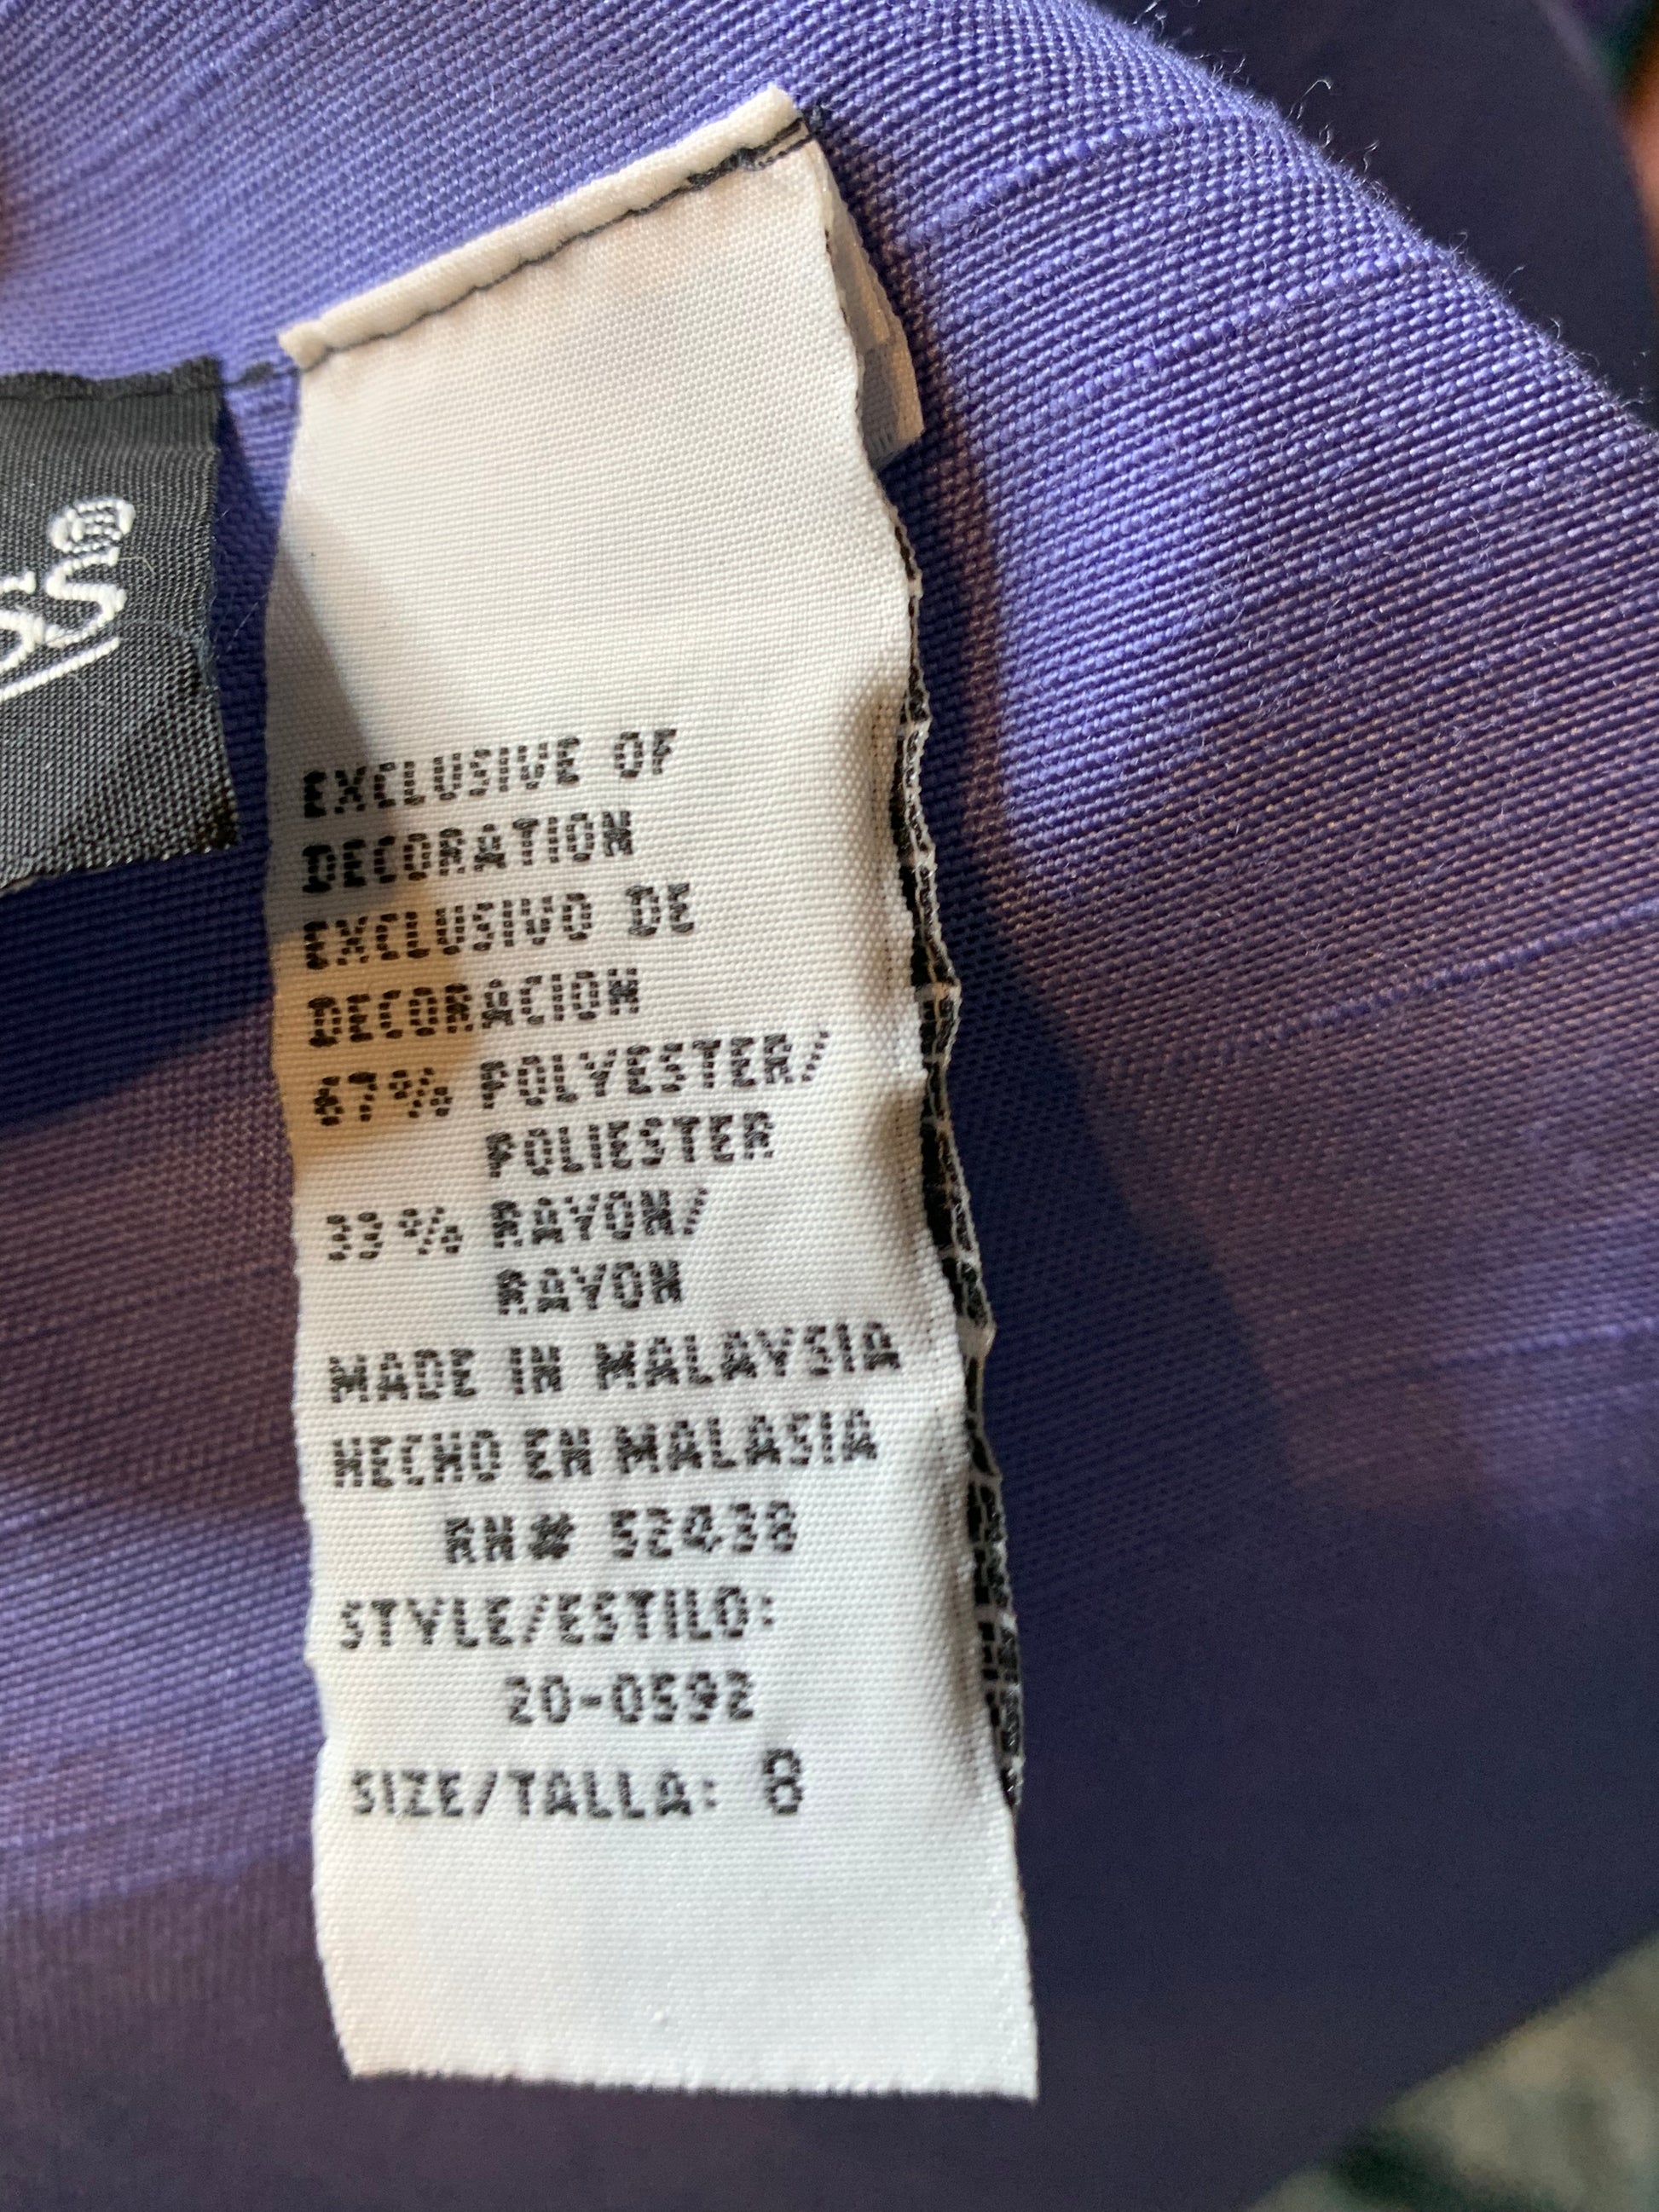 SS®
EXCLUSIVE OF
DECORATION
EXCLUSIVO DE
DECORACION
67% POLYESTER/
POLIESTER
33% RAYON/
RAYON
MADE IN MALAYSIA
HECHO EN MALASIA
RN# 52438
STYLE/ESTILO:
20-0592
SIZE/TALLA: 8